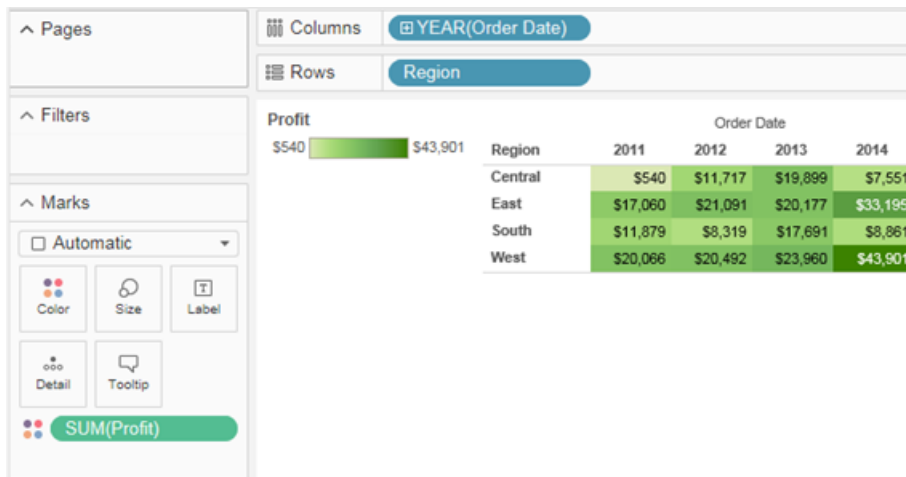 Pages
Columns
YEAR(Order Date)
Rows
Region
Filters
Marks
Automatic
Color
Size
Label
Detail
Tooltip
SUM(Profit)
Profit
$540 $43,901
Order Date
Region 2011 2012 2013 2014
Central $540 $11,717 $19,899 $7,551
East $17,060 $21,091 $20,177 $33,195
South $11,879 $8,319 $17,691 $8,861
West $20,066 $20,492 $23,960 $43,901